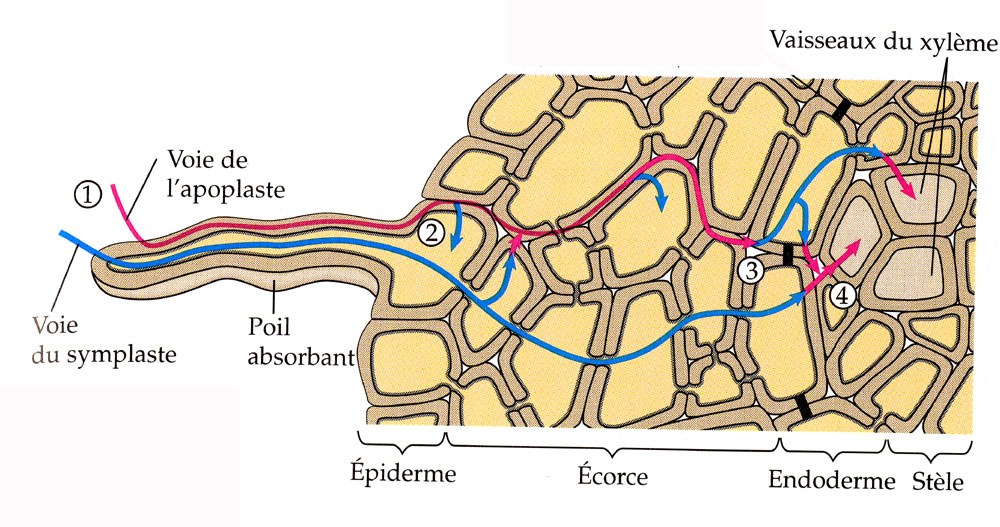 Vaisseaux du xylème
①
Voie de
l'apoplaste
②
③
④
Voie
du symplaste
Poil
absorbant
Épiderme
Écorce
Endoderme
Stèle